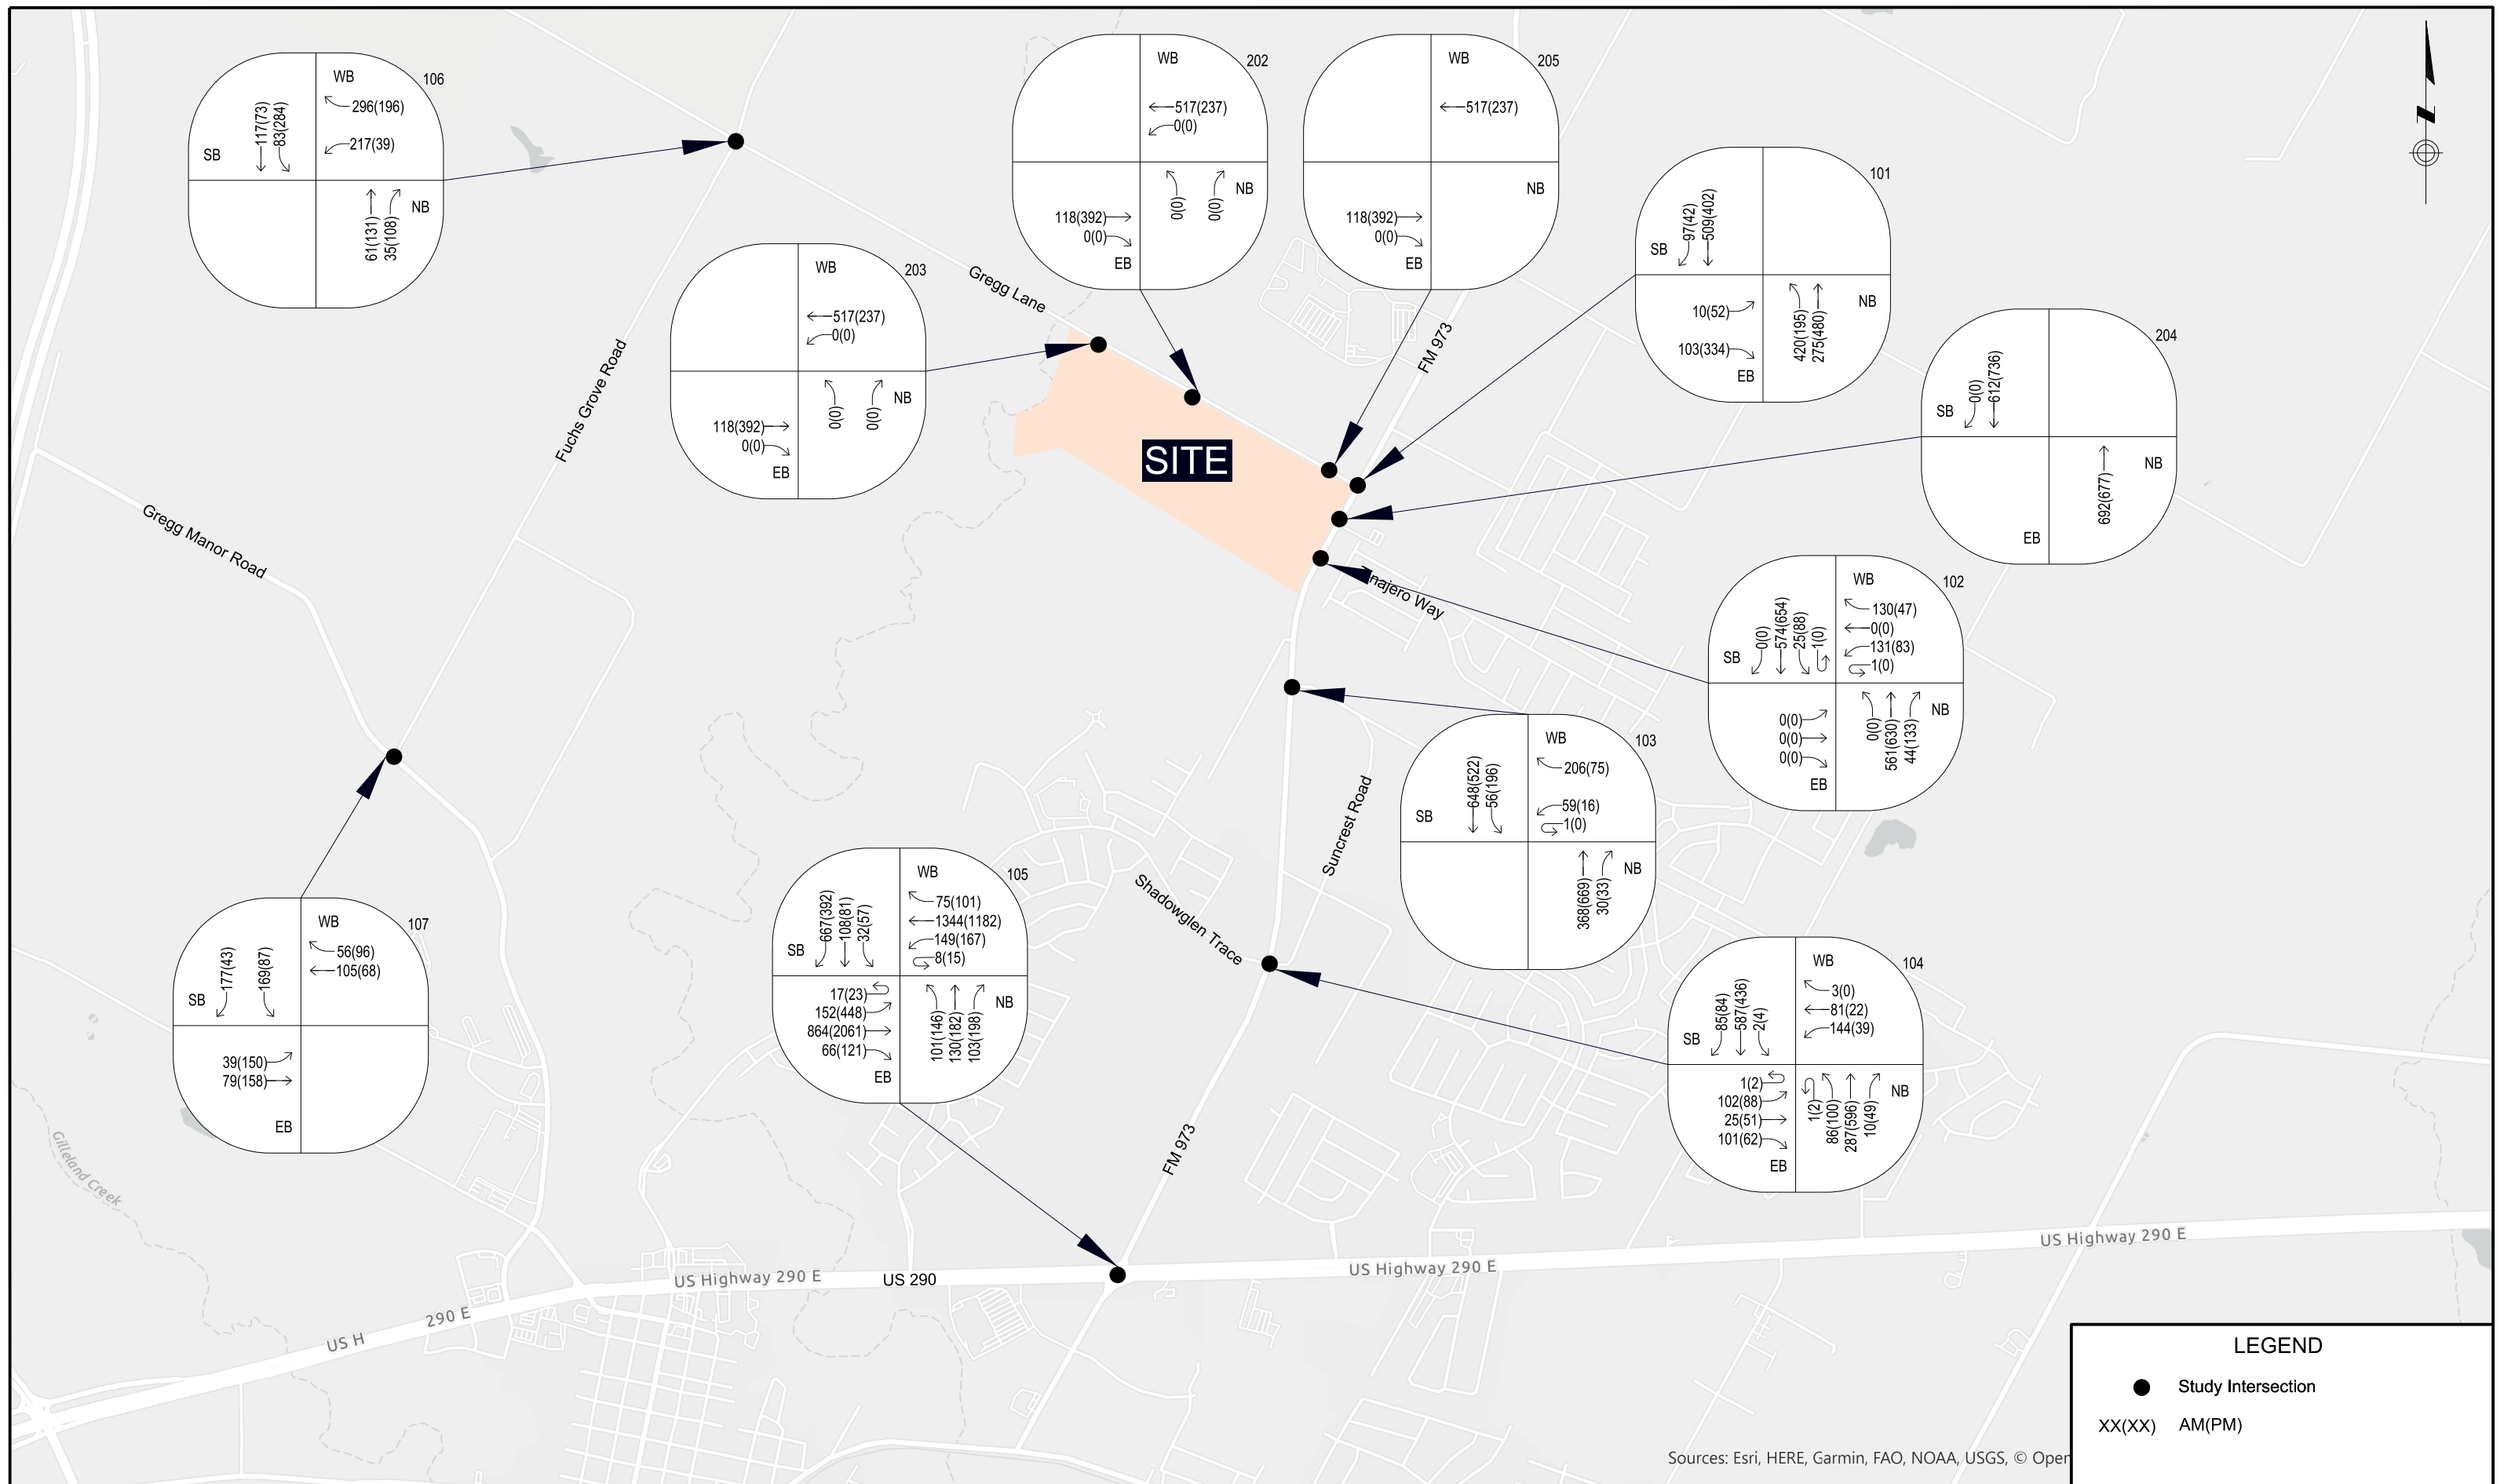 106
WB
296(196)
217(39)
SB
117(73)
83(284)
61(131)
35(108)
NB
202
WB
517(237)
0(0)
118(392)
0(0)
EB
0(0)
0(0)
NB
205
WB
517(237)
NB
118(392)
0(0)
EB
101
SB
97(42)
509(402)
10(52)
103(334)
EB
420(195)
275(480)
NB
203
WB
517(237)
0(0)
118(392)
0(0)
EB
0(0)
0(0)
NB
204
SB
0(0)
612(736)
692(677)
NB
EB
102
WB
130(47)
0(0)
131(83)
1(0)
SB
0(0)
574(654)
25(88)
1(0)
0(0)
0(0)
0(0)
EB
0(0)
561(630)
44(133)
NB
103
WB
206(75)
59(16)
1(0)
SB
648(522)
56(196)
368(669)
30(33)
NB
105
WB
75(101)
1344(1182)
149(167)
8(15)
SB
667(392)
108(81)
32(57)
17(23)
152(448)
864(2061)
66(121)
EB
101(146)
130(182)
103(198)
NB
107
WB
56(96)
105(68)
SB
177(43)
169(87)
39(150)
79(158)
EB
104
WB
3(0)
81(22)
144(39)
SB
85(84)
587(436)
2(4)
1(2)
102(88)
25(51)
101(62)
EB
1(2)
86(100)
287(596)
10(49)
NB
N
Gregg Lane
FM 973
Fuchs Grove Road
SITE
Gregg Manor Road
Tinajero Way
Suncrest Road
Shadowglen Trace
FM 973
Gilleland Creek
US Highway 290 E
US 290
US Highway 290 E
US Highway 290 E
US H
290 E
LEGEND
Study Intersection
XX(XX) AM(PM)
Sources: Esri, HERE, Garmin, FAO, NOAA, USGS, © Open